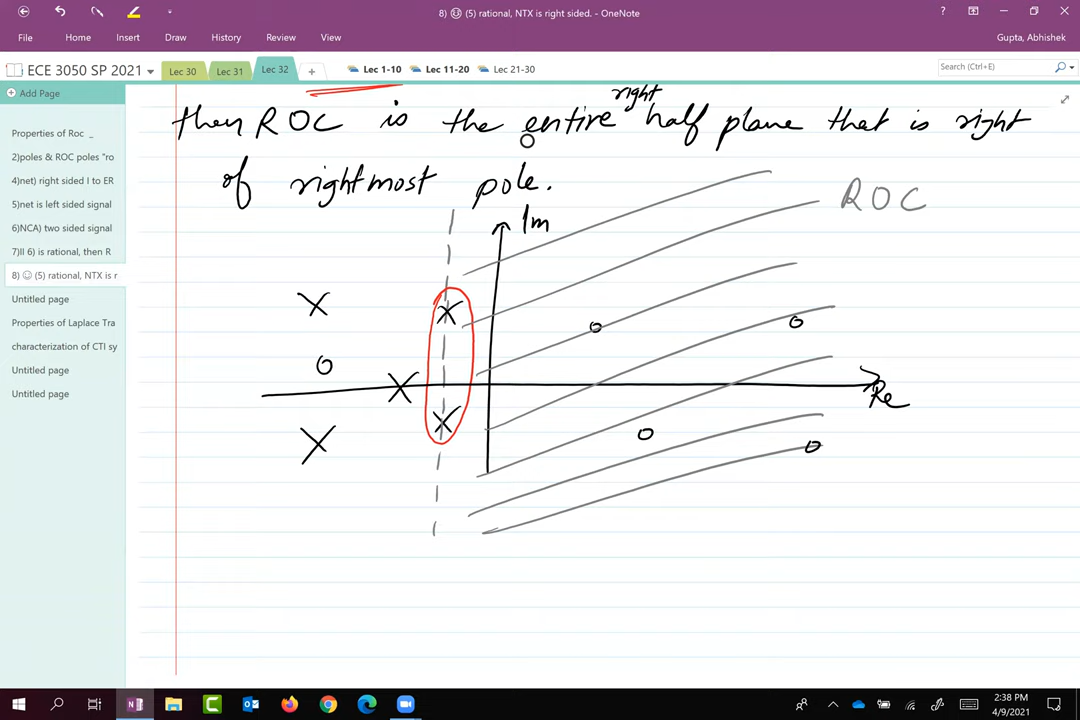 8) ☺ (5) rational, NTX is right sided. - OneNote
?
File
Home
Insert
Draw
History
Review
View
Gupta, Abhishek
ECE 3050 SP 2021
Lec 30
Lec 31
Lec 32
+
Lec 1-10
Lec 11-20
Lec 21-30
Search (Ctrl+E)
Add Page
Properties of Roc _
2)poles & ROC poles "ro
4)net) right sided I to ER
5)net is left sided signal
6)NCA) two sided signal
7)II 6) is rational, then R
8) ☺ (5) rational, NTX is r
Untitled page
Properties of Laplace Tra
characterization of CTI sy
Untitled page
Untitled page
right
then ROC is the entire half plane that is right
of rightmost pole.
ROC
Im
Re
2:38 PM
4/9/2021